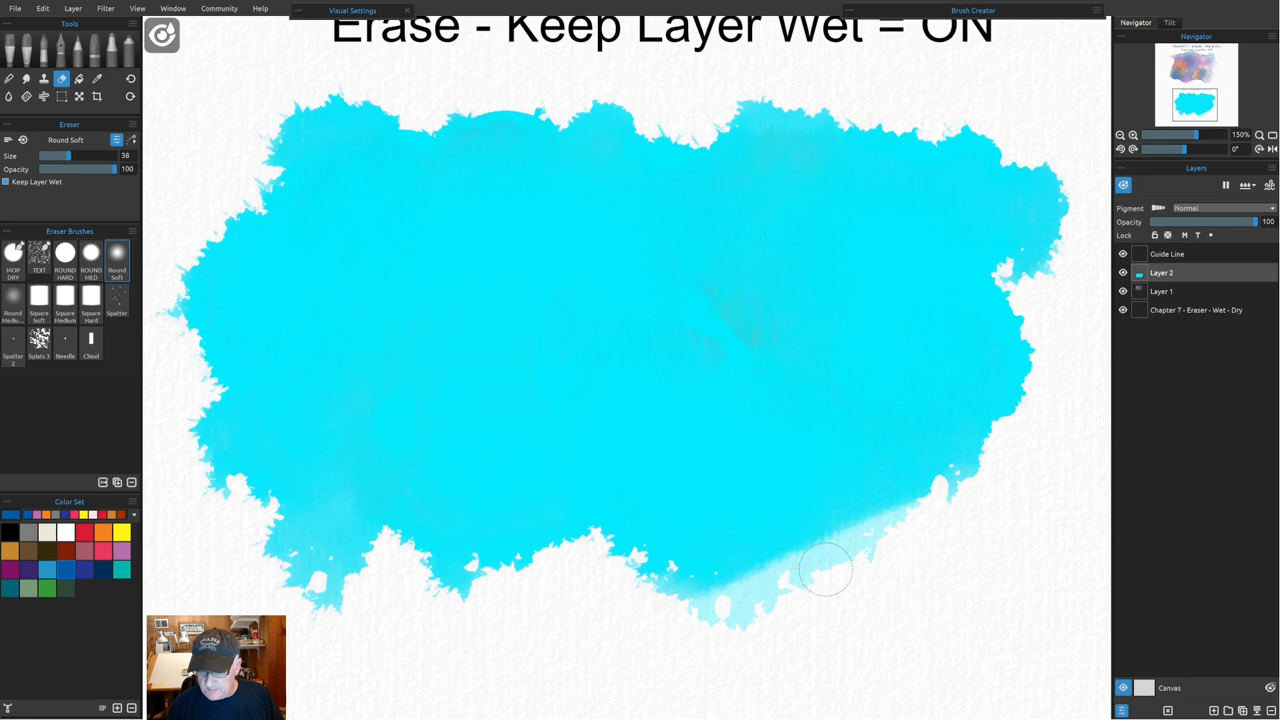 File Edit Layer Filter View Window Community Help
Visual Settings
Brush Creator
Tools
Erase - Keep Layer Wet = ON
Eraser
Round Soft
Size 38
Opacity 100
Keep Layer Wet
Eraser Brushes
MOP DRY
TEXT
ROUND HARD
ROUND MED
Round Soft
Round Mediu...
Square Soft
Square Medium
Square Hard
Spatter
Spatter 2
Splats 3
Needle
Chisel
Color Set
Navigator Tilt
Navigator
150%
0°
Layers
Pigment Normal
Opacity 100
Lock M T
Guide Line
Layer 2
Layer 1
Chapter 7 - Eraser - Wet - Dry
Canvas